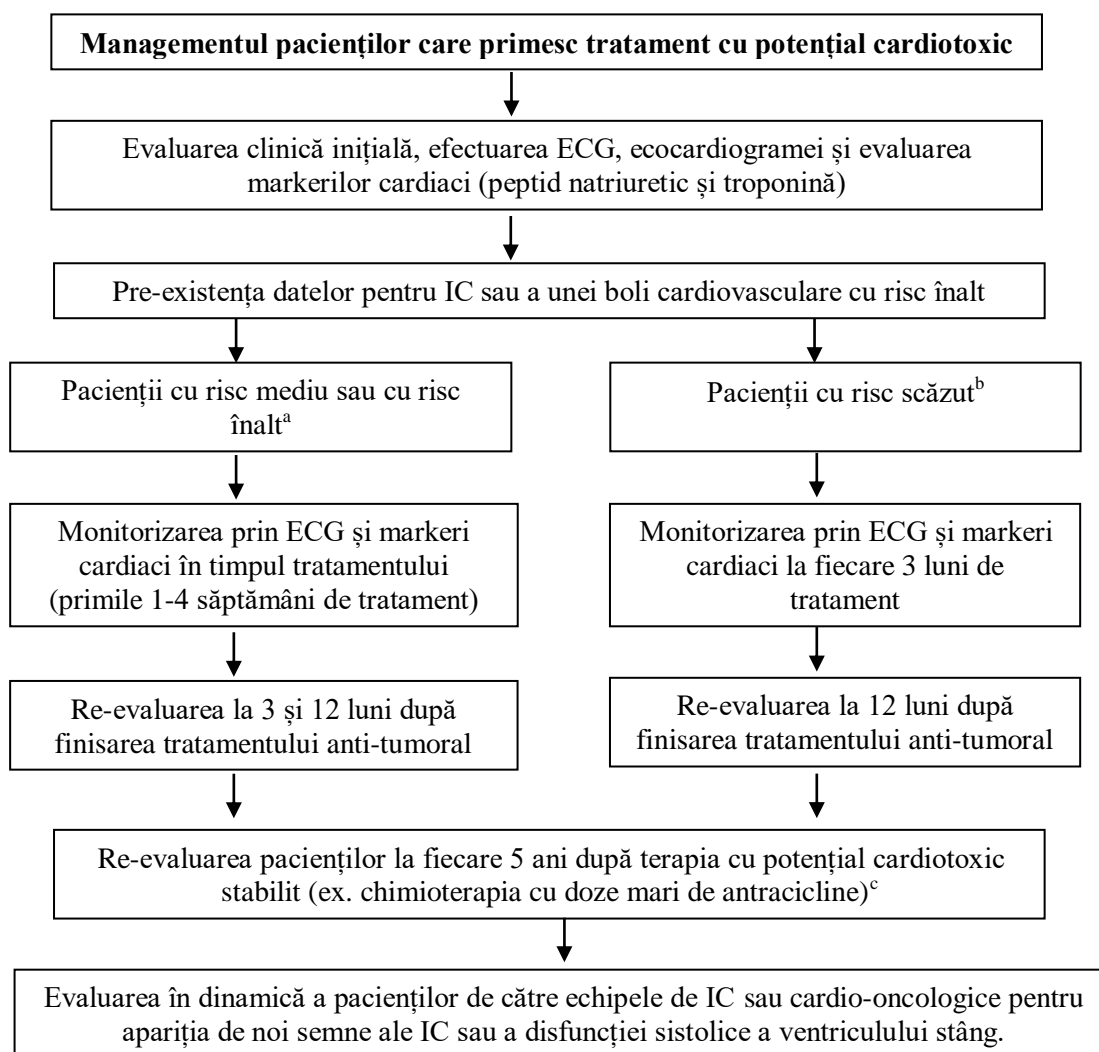 Managementul pacienților care primesc tratament cu potențial cardiotoxic
Evaluarea clinică inițială, efectuarea ECG, ecocardiogramei și evaluarea
markerilor cardiaci (peptid natriuretic și troponină)
Pre-existența datelor pentru IC sau a unei boli cardiovasculare cu risc înalt
Pacienții cu risc mediu sau cu risc
înalt^a
Pacienții cu risc scăzut^b
Monitorizarea prin ECG și markeri
cardiaci în timpul tratamentului
(primile 1-4 săptămâni de tratament)
Monitorizarea prin ECG și markeri
cardiaci la fiecare 3 luni de
tratament
Re-evaluarea la 3 și 12 luni după
finisarea tratamentului anti-tumoral
Re-evaluarea la 12 luni după
finisarea tratamentului anti-tumoral
Re-evaluarea pacienților la fiecare 5 ani după terapia cu potențial cardiotoxic
stabilit (ex. chimioterapia cu doze mari de antracicline)^c
Evaluarea în dinamică a pacienților de către echipele de IC sau cardio-oncologice pentru
apariția de noi semne ale IC sau a disfuncției sistolice a ventriculului stâng.